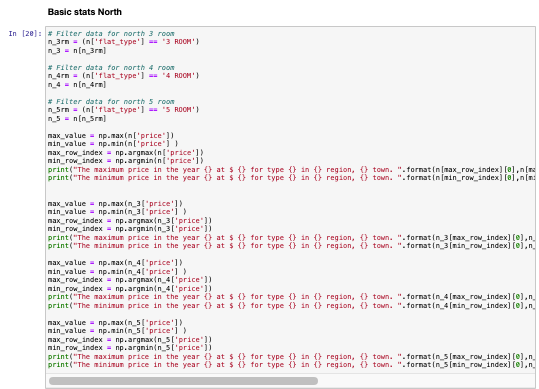 Basic stats North
In [20]: # Filter data for north 3 room
n_3rm = (n['flat_type'] == '3 ROOM')
n_3 = n[n_3rm]
# Filter data for north 4 room
n_4rm = (n['flat_type'] == '4 ROOM')
n_4 = n[n_4rm]
# Filter data for north 5 room
n_5rm = (n['flat_type'] == '5 ROOM')
n_5 = n[n_5rm]
max_value = np.max(n['price'])
min_value = np.min(n['price'] )
max_row_index = np.argmax(n['price'])
min_row_index = np.argmin(n['price'])
print("The maximum price in the year {} at $ {} for type {} in {} region, {} town. ".format(n[max_row_index][0],n[ma
print("The minimum price in the year {} at $ {} for type {} in {} region, {} town. ".format(n[min_row_index][0],n[mi
max_value = np.max(n_3['price'])
min_value = np.min(n_3['price'] )
max_row_index = np.argmax(n_3['price'])
min_row_index = np.argmin(n_3['price'])
print("The maximum price in the year {} at $ {} for type {} in {} region, {} town. ".format(n_3[max_row_index][0],n_
print("The minimum price in the year {} at $ {} for type {} in {} region, {} town. ".format(n_3[min_row_index][0],n_
max_value = np.max(n_4['price'])
min_value = np.min(n_4['price'] )
max_row_index = np.argmax(n_4['price'])
min_row_index = np.argmin(n_4['price'])
print("The maximum price in the year {} at $ {} for type {} in {} region, {} town. ".format(n_4[max_row_index][0],n_
print("The minimum price in the year {} at $ {} for type {} in {} region, {} town. ".format(n_4[min_row_index][0],n_
max_value = np.max(n_5['price'])
min_value = np.min(n_5['price'] )
max_row_index = np.argmax(n_5['price'])
min_row_index = np.argmin(n_5['price'])
print("The maximum price in the year {} at $ {} for type {} in {} region, {} town. ".format(n_5[max_row_index][0],n_
print("The minimum price in the year {} at $ {} for type {} in {} region, {} town. ".format(n_5[min_row_index][0],n_